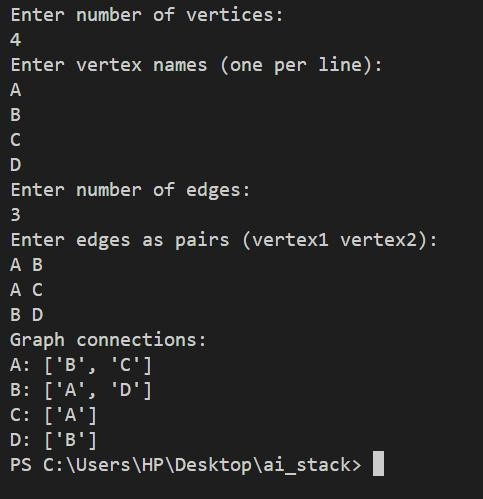 Enter number of vertices:
4
Enter vertex names (one per line):
A
B
C
D
Enter number of edges:
3
Enter edges as pairs (vertex1 vertex2):
A B
A C
B D
Graph connections:
A: ['B', 'C']
B: ['A', 'D']
C: ['A']
D: ['B']
PS C:\Users\HP\Desktop\ai_stack>